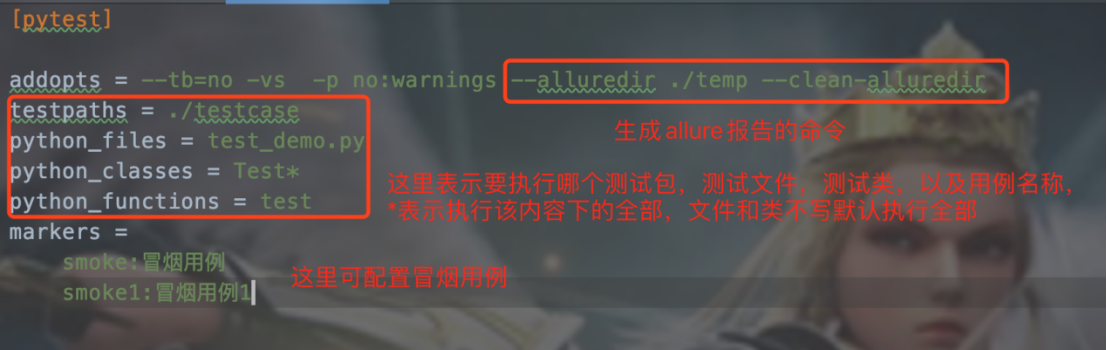 [pytest]
addopts = --tb=no -vs  -p no:warnings --alluredir ./temp --clean-alluredir
testpaths = ./testcase
生成allure报告的命令
python_files = test_demo.py
python_classes = Test*
这里表示要执行哪个测试包，测试文件，测试类，以及用例名称，
python_functions = test
*表示执行该内容下的全部，文件和类不写默认执行全部
markers =
smoke:冒烟用例
这里可配置冒烟用例
smoke1:冒烟用例1